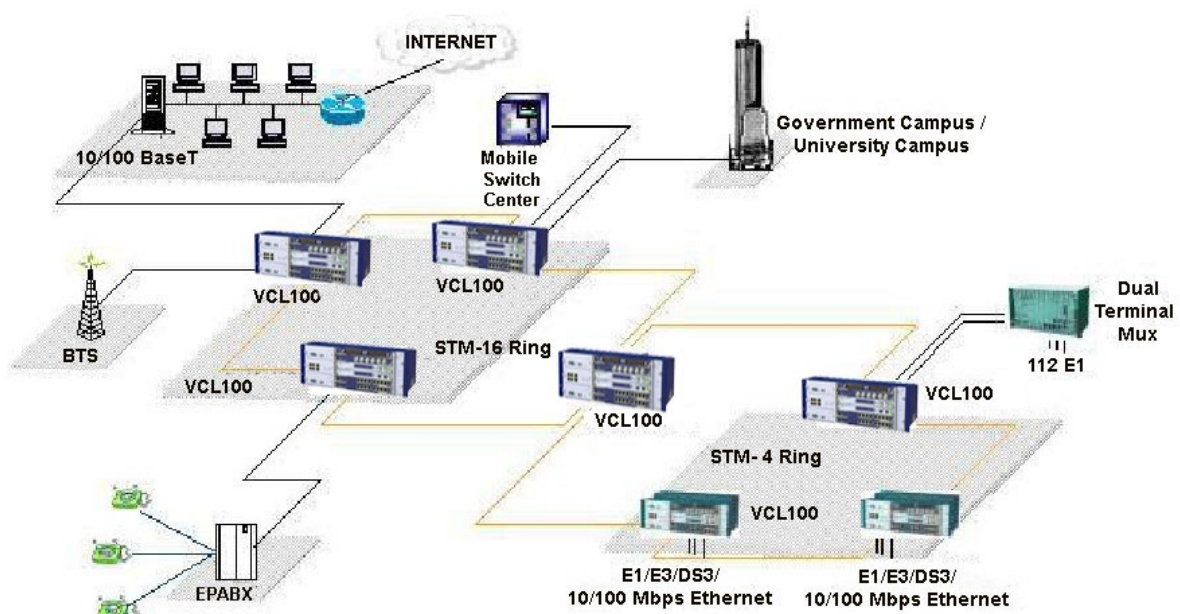 INTERNET
10/100 BaseT
Mobile
Switch
Center
Government Campus /
University Campus
VCL100
VCL100
BTS
Dual
Terminal
Mux
112 E1
STM-16 Ring
VCL100
VCL100
VCL100
STM- 4 Ring
VCL100
EPABX
E1/E3/DS3/
10/100 Mbps Ethernet
E1/E3/DS3/
10/100 Mbps Ethernet